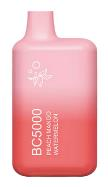 BC5000
PEACH MANGO
WATERMELON